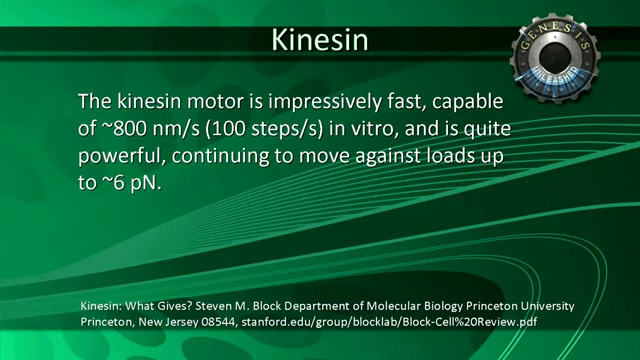 Kinesin
GENESIS
UNLEASHED
The kinesin motor is impressively fast, capable
of ~800 nm/s (100 steps/s) in vitro, and is quite
powerful, continuing to move against loads up
to ~6 pN.
Kinesin: What Gives? Steven M. Block Department of Molecular Biology Princeton University
Princeton, New Jersey 08544, stanford.edu/group/blocklab/Block-Cell%20Review.pdf